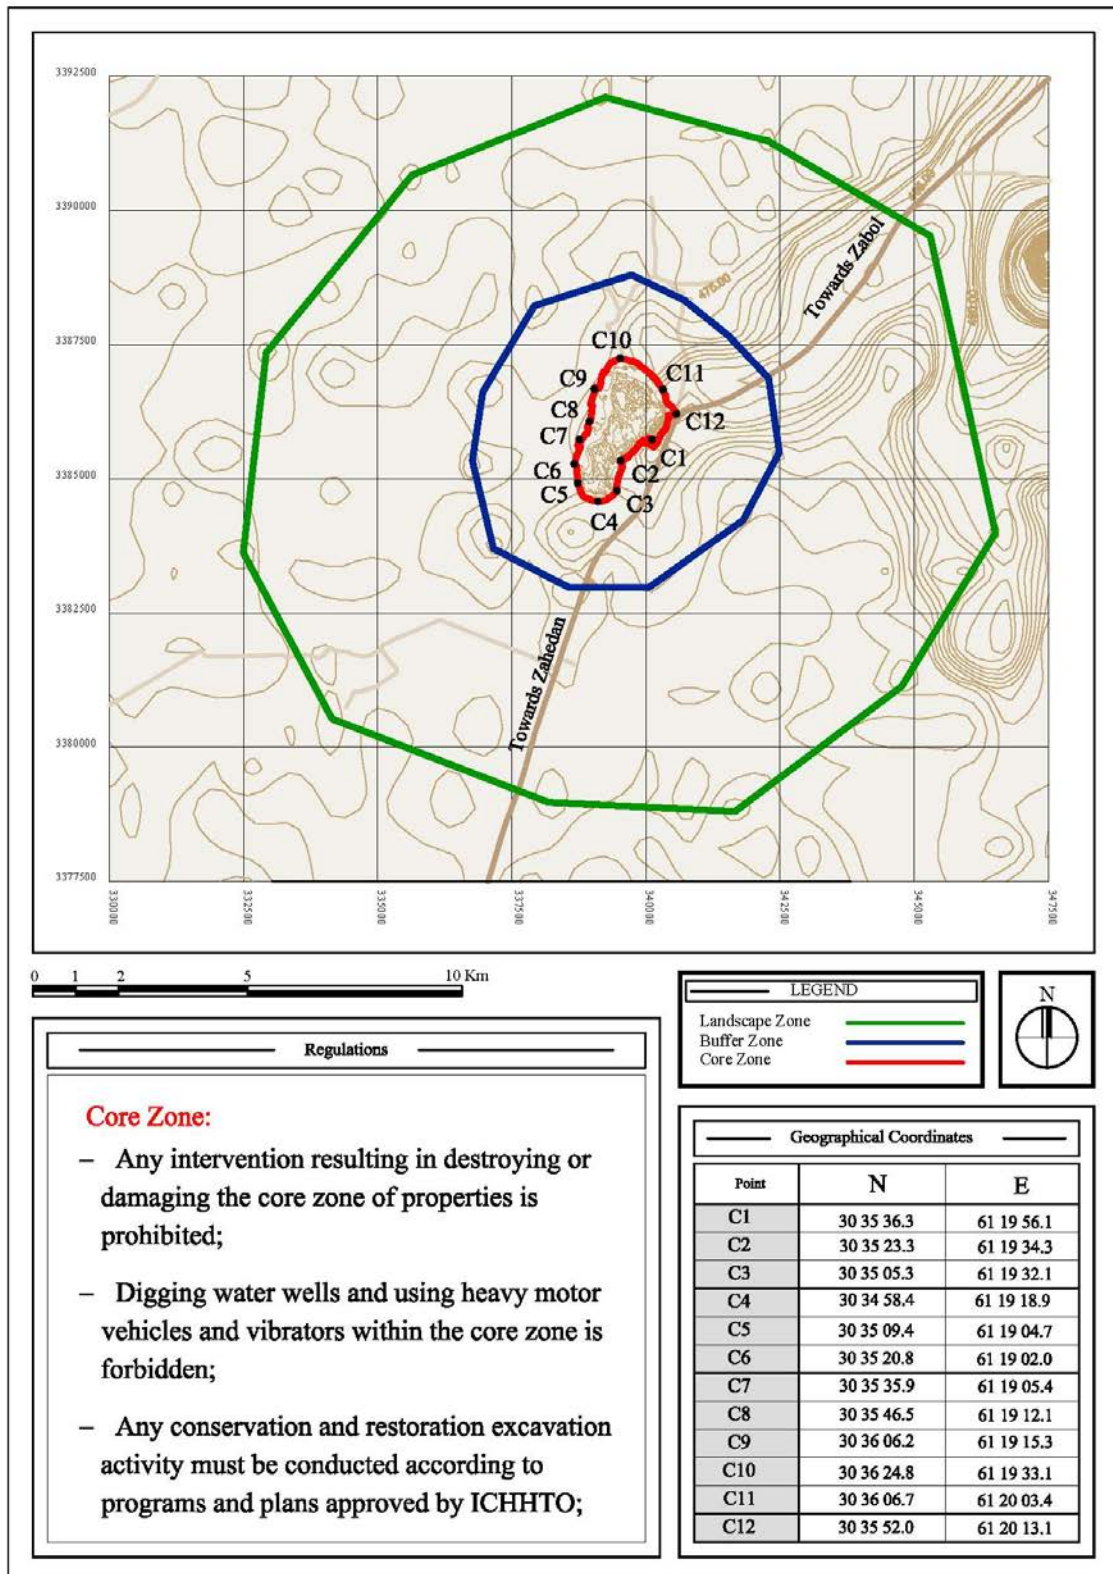 3392500
3390000
3387500
3385000
3382500
3380000
3377500
330000
332500
335000
337500
340000
342500
345000
347500
475.00
Towards Zabol
Towards Zahedan
C10
C9
C11
C8
C12
C7
C1
C6
C2
C5
C3
C4
0 1 2 5 10 Km
LEGEND
Landscape Zone
Buffer Zone
Core Zone
N
Regulations
Core Zone:
– Any intervention resulting in destroying or
damaging the core zone of properties is
prohibited;
– Digging water wells and using heavy motor
vehicles and vibrators within the core zone is
forbidden;
– Any conservation and restoration excavation
activity must be conducted according to
programs and plans approved by ICHHTO;
Geographical Coordinates
Point N E
C1 30 35 36.3 61 19 56.1
C2 30 35 23.3 61 19 34.3
C3 30 35 05.3 61 19 32.1
C4 30 34 58.4 61 19 18.9
C5 30 35 09.4 61 19 04.7
C6 30 35 20.8 61 19 02.0
C7 30 35 35.9 61 19 05.4
C8 30 35 46.5 61 19 12.1
C9 30 36 06.2 61 19 15.3
C10 30 36 24.8 61 19 33.1
C11 30 36 06.7 61 20 03.4
C12 30 35 52.0 61 20 13.1